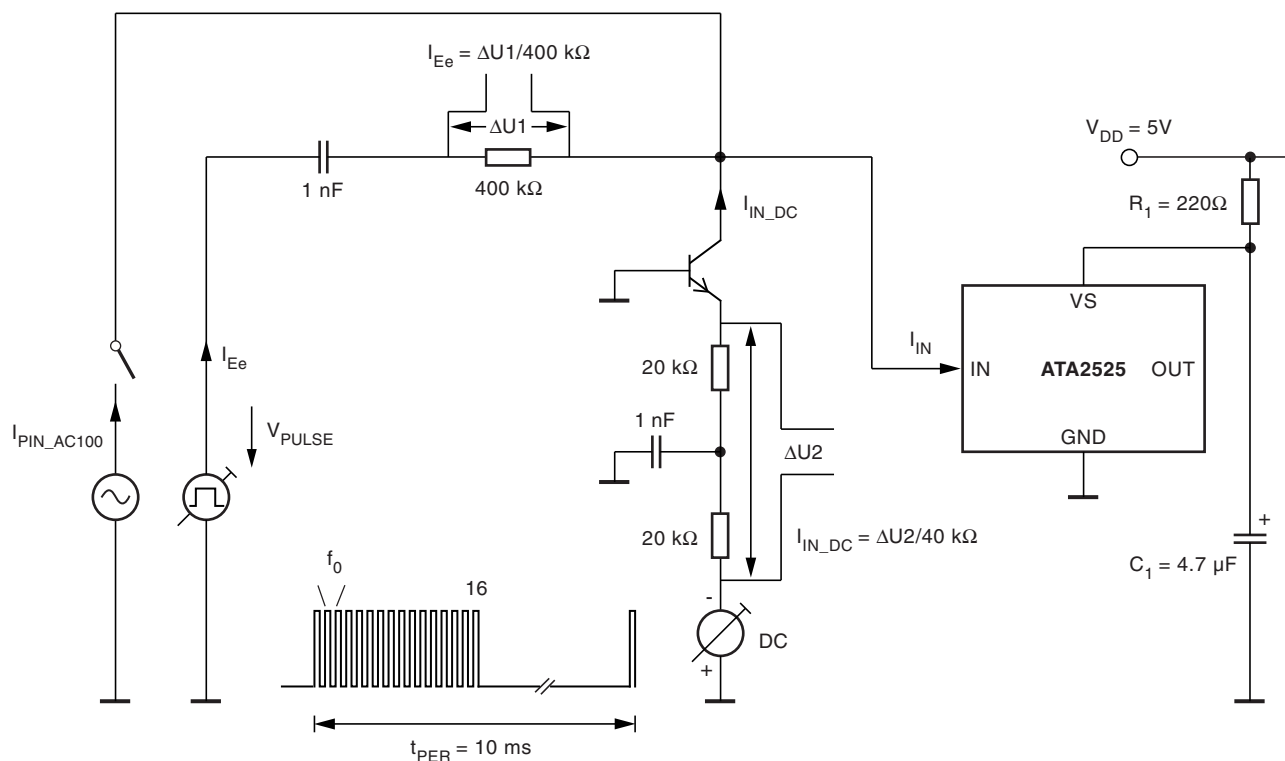 I_Ee = ΔU1/400 kΩ
ΔU1
V_DD = 5V
1 nF
400 kΩ
R_1 = 220Ω
I_IN_DC
VS
I_Ee
20 kΩ
I_IN
IN
ATA2525
OUT
I_PIN_AC100
V_PULSE
1 nF
ΔU2
GND
20 kΩ
I_IN_DC = ΔU2/40 kΩ
+
C_1 = 4.7 µF
f_0
16
-
DC
+
t_PER = 10 ms